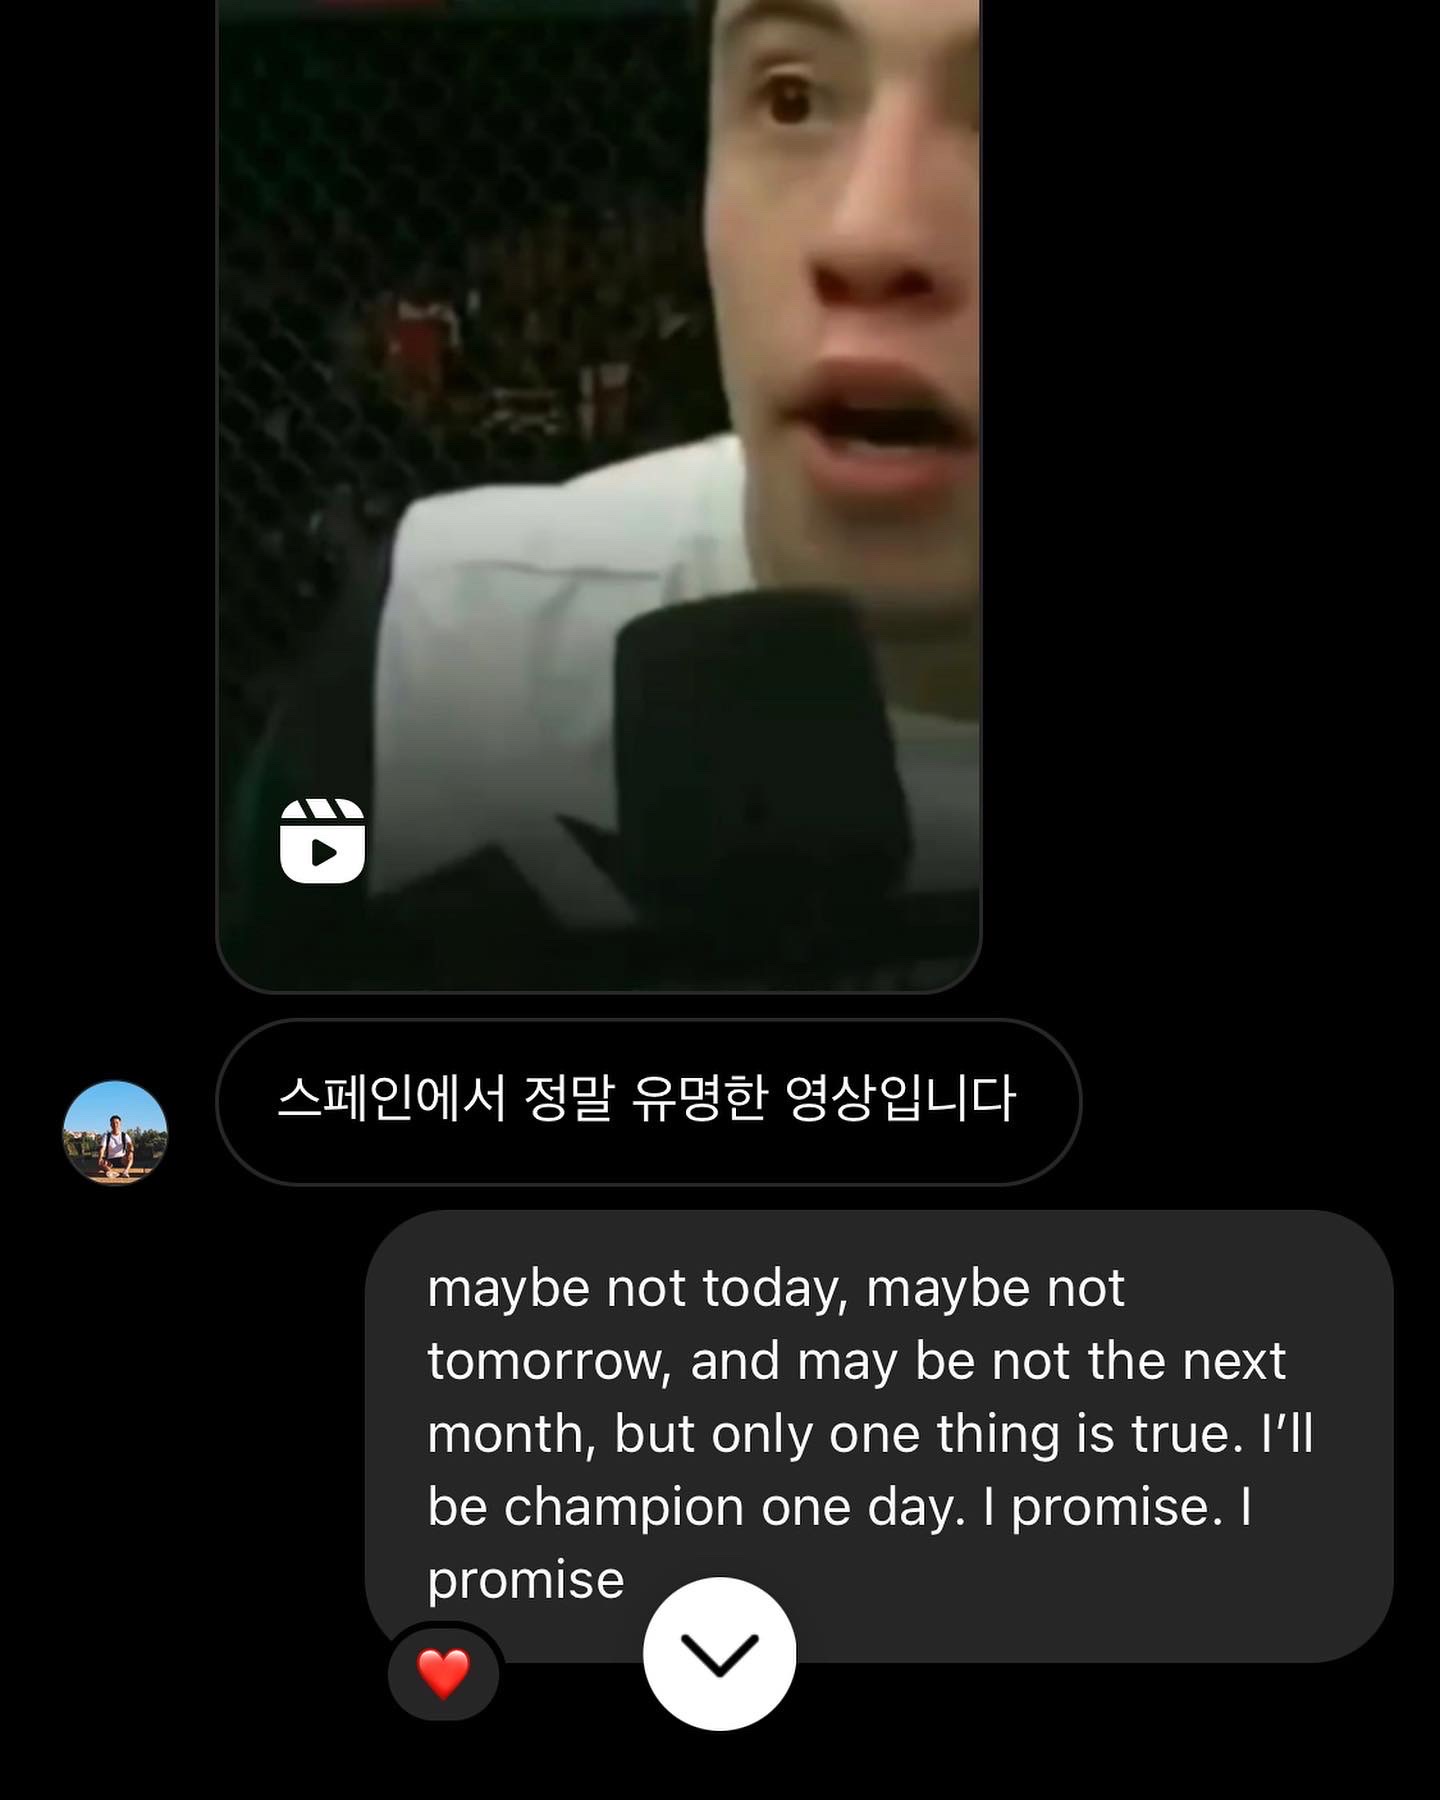 스페인에서 정말 유명한 영상입니다
maybe not today, maybe not
tomorrow, and may be not the next
month, but only one thing is true. I’ll
be champion one day. I promise. I
promise